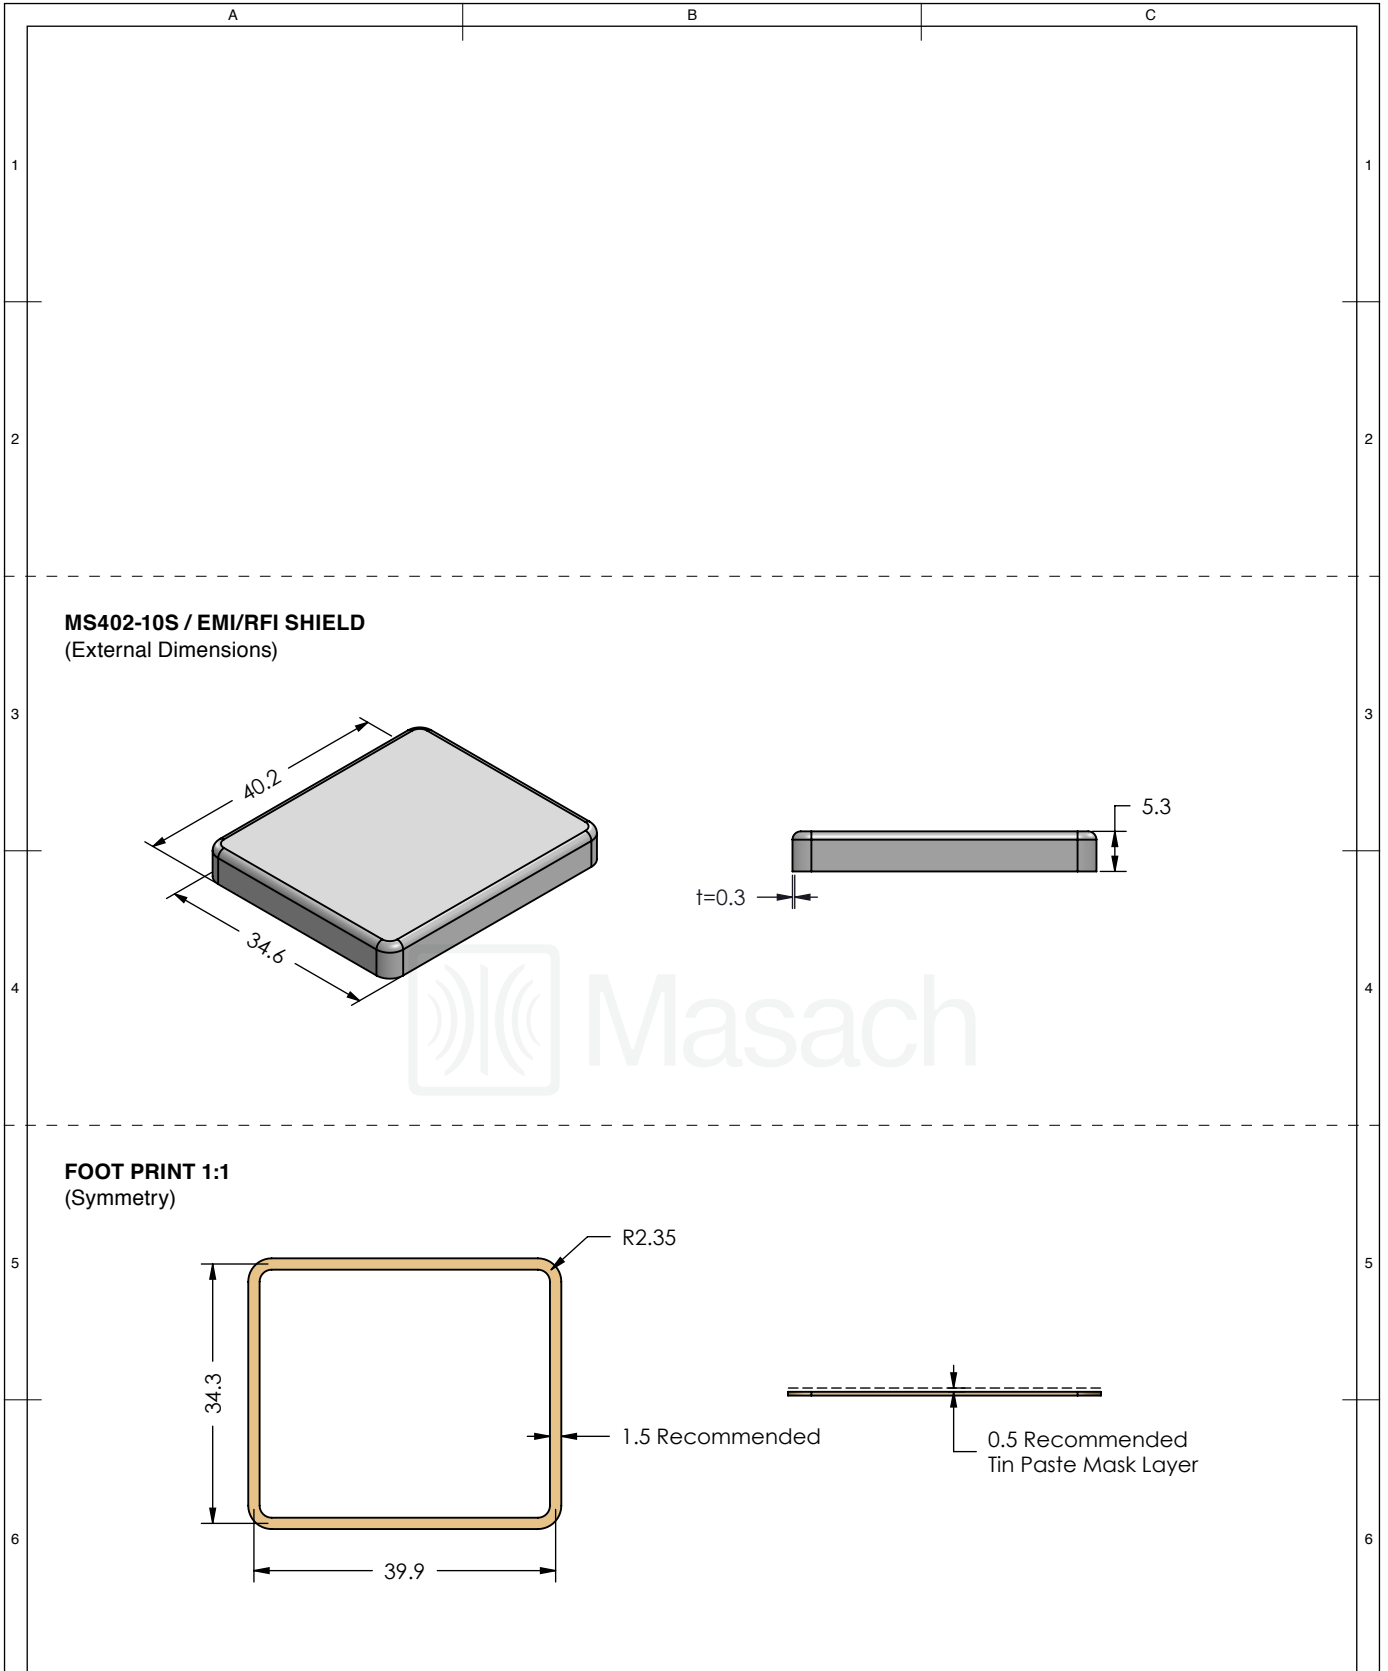 A B C
1 1
2 2
MS402-10S / EMI/RFI SHIELD
(External Dimensions)
3 3
40.2
5.3
t=0.3
34.6
4 4
Masach
FOOT PRINT 1:1
(Symmetry)
R2.35
5 5
34.3
1.5 Recommended
0.5 Recommended
Tin Paste Mask Layer
6 6
39.9